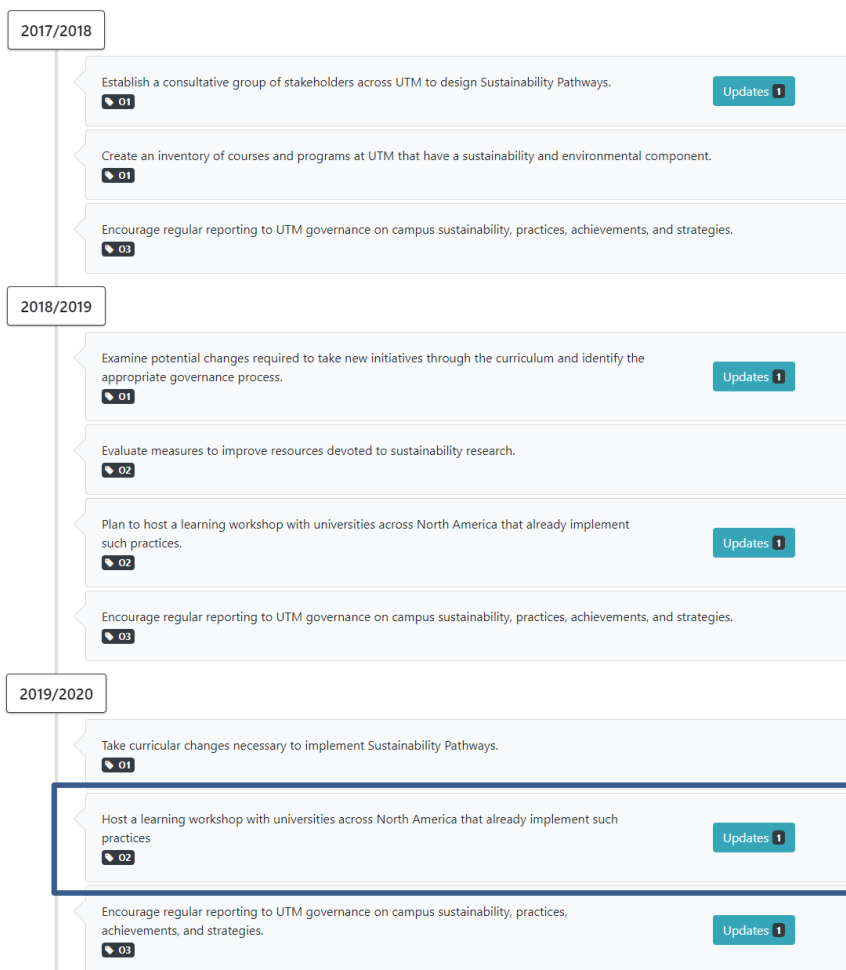 2017/2018
Establish a consultative group of stakeholders across UTM to design Sustainability Pathways.
O1
Updates 1
Create an inventory of courses and programs at UTM that have a sustainability and environmental component.
O1
Encourage regular reporting to UTM governance on campus sustainability, practices, achievements, and strategies.
O3
2018/2019
Examine potential changes required to take new initiatives through the curriculum and identify the
appropriate governance process.
O1
Updates 1
Evaluate measures to improve resources devoted to sustainability research.
O2
Plan to host a learning workshop with universities across North America that already implement
such practices.
O2
Updates 1
Encourage regular reporting to UTM governance on campus sustainability, practices, achievements, and strategies.
O3
2019/2020
Take curricular changes necessary to implement Sustainability Pathways.
O1
Host a learning workshop with universities across North America that already implement such
practices
O2
Updates 1
Encourage regular reporting to UTM governance on campus sustainability, practices,
achievements, and strategies.
O3
Updates 1